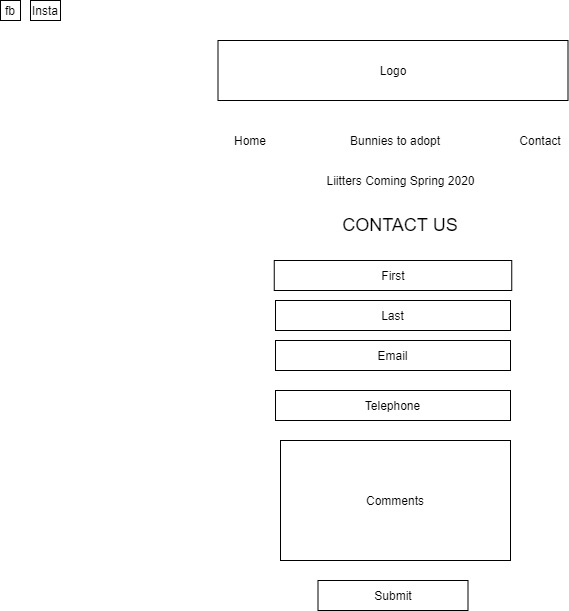 fb Insta
Logo
Home Bunnies to adopt Contact
Liitters Coming Spring 2020
CONTACT US
First
Last
Email
Telephone
Comments
Submit